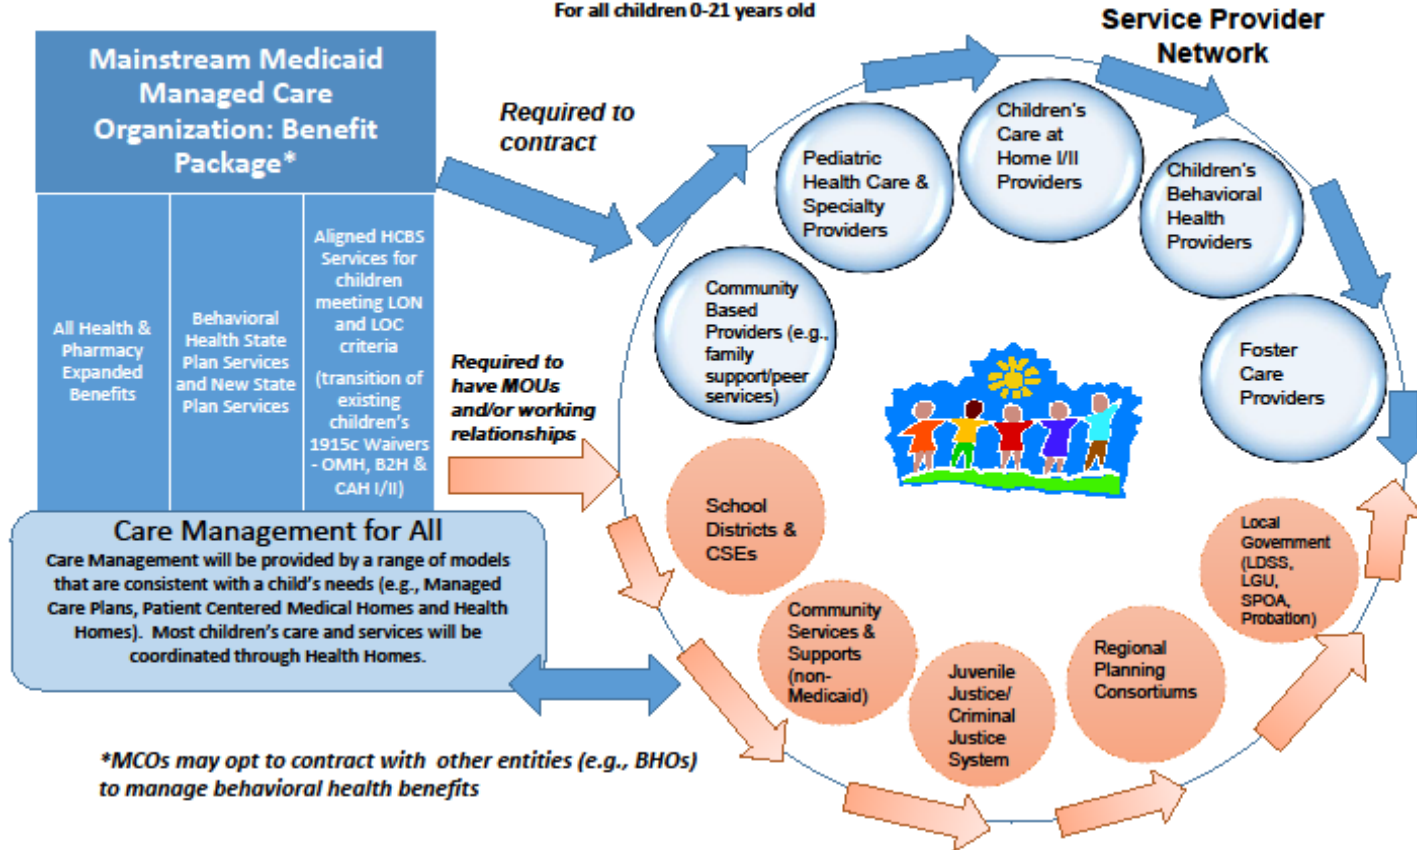 For all children 0-21 years old
Service Provider
Network
Mainstream Medicaid
Managed Care
Organization: Benefit
Package*
All Health &
Pharmacy
Expanded
Benefits
Behavioral
Health State
Plan Services
and New State
Plan Services
Aligned HCBS
Services for
children
meeting LON
and LOC
criteria
(transition of
existing
children's
1915c Waivers
- OMH, B2H &
CAH I/II)
Required to
contract
Required to
have MOUs
and/or working
relationships
Community
Based
Providers (e.g.,
family
support/peer
services)
Pediatric
Health Care &
Specialty
Providers
Children's
Care at
Home I/II
Providers
Children's
Behavioral
Health
Providers
Foster
Care
Providers
School
Districts &
CSEs
Community
Services &
Supports
(non-
Medicaid)
Juvenile
Justice/
Criminal
Justice
System
Regional
Planning
Consortiums
Local
Government
(LDSS,
LGU,
SPOA,
Probation)
Care Management for All
Care Management will be provided by a range of models
that are consistent with a child's needs (e.g., Managed
Care Plans, Patient Centered Medical Homes and Health
Homes). Most children's care and services will be
coordinated through Health Homes.
*MCOs may opt to contract with other entities (e.g., BHOs)
to manage behavioral health benefits